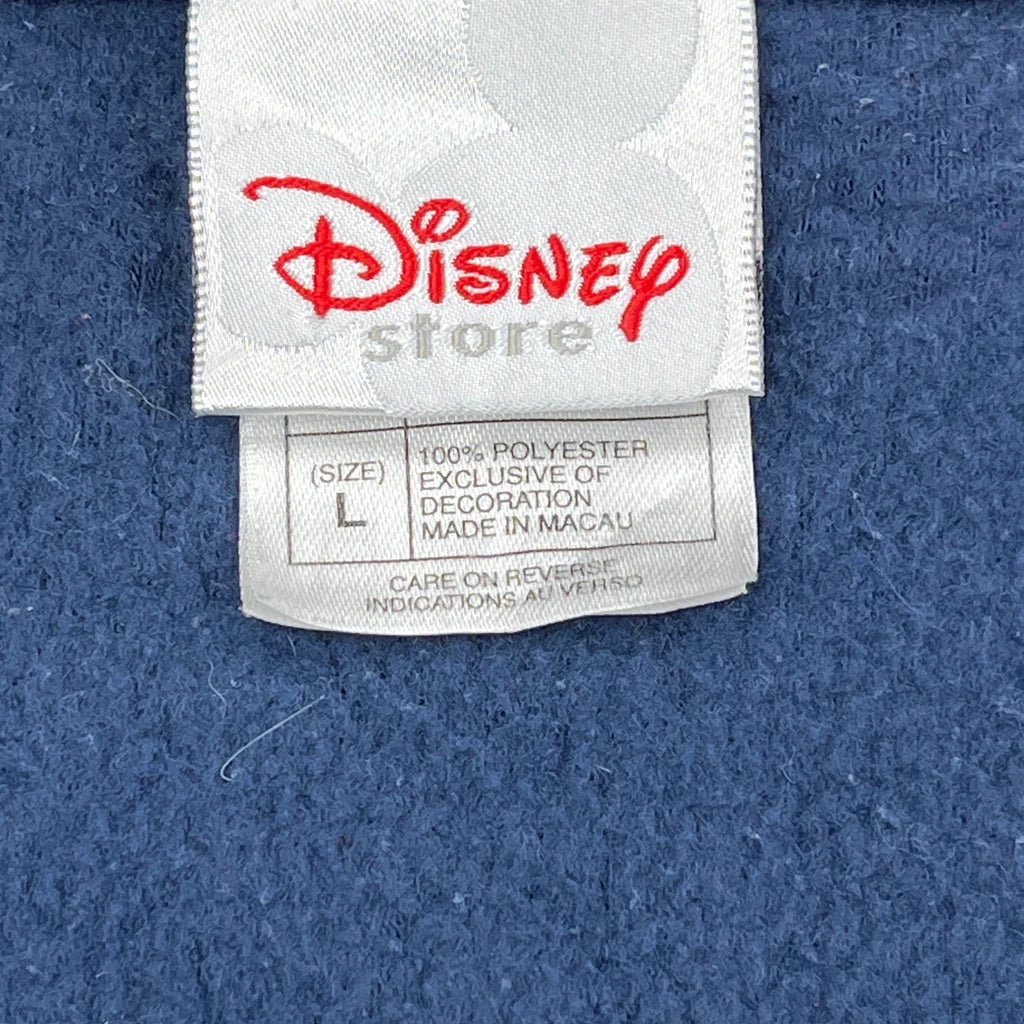 Disney
store
(SIZE)
L
100% POLYESTER
EXCLUSIVE OF
DECORATION
MADE IN MACAU
CARE ON REVERSE
INDICATIONS AU VERSO